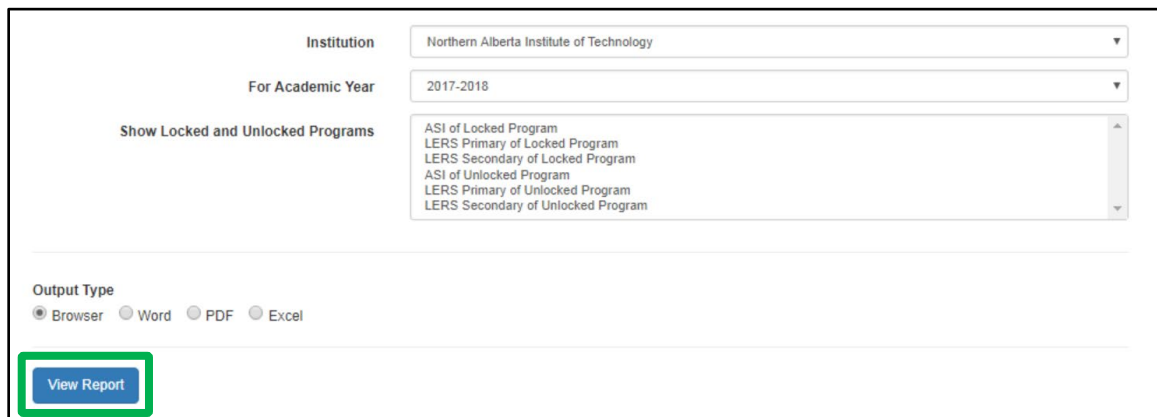 Institution Northern Alberta Institute of Technology
For Academic Year 2017-2018
Show Locked and Unlocked Programs
ASI of Locked Program
LERS Primary of Locked Program
LERS Secondary of Locked Program
ASI of Unlocked Program
LERS Primary of Unlocked Program
LERS Secondary of Unlocked Program
Output Type
Browser Word PDF Excel
View Report